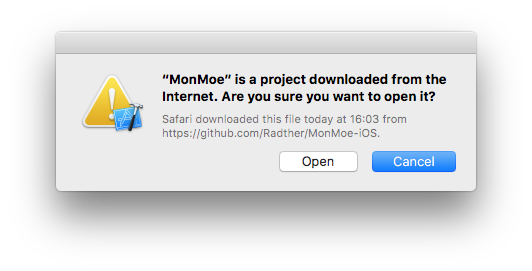 “MonMoe” is a project downloaded from the
Internet. Are you sure you want to open it?
Safari downloaded this file today at 16:03 from
https://github.com/Radther/MonMoe-iOS.
Open
Cancel